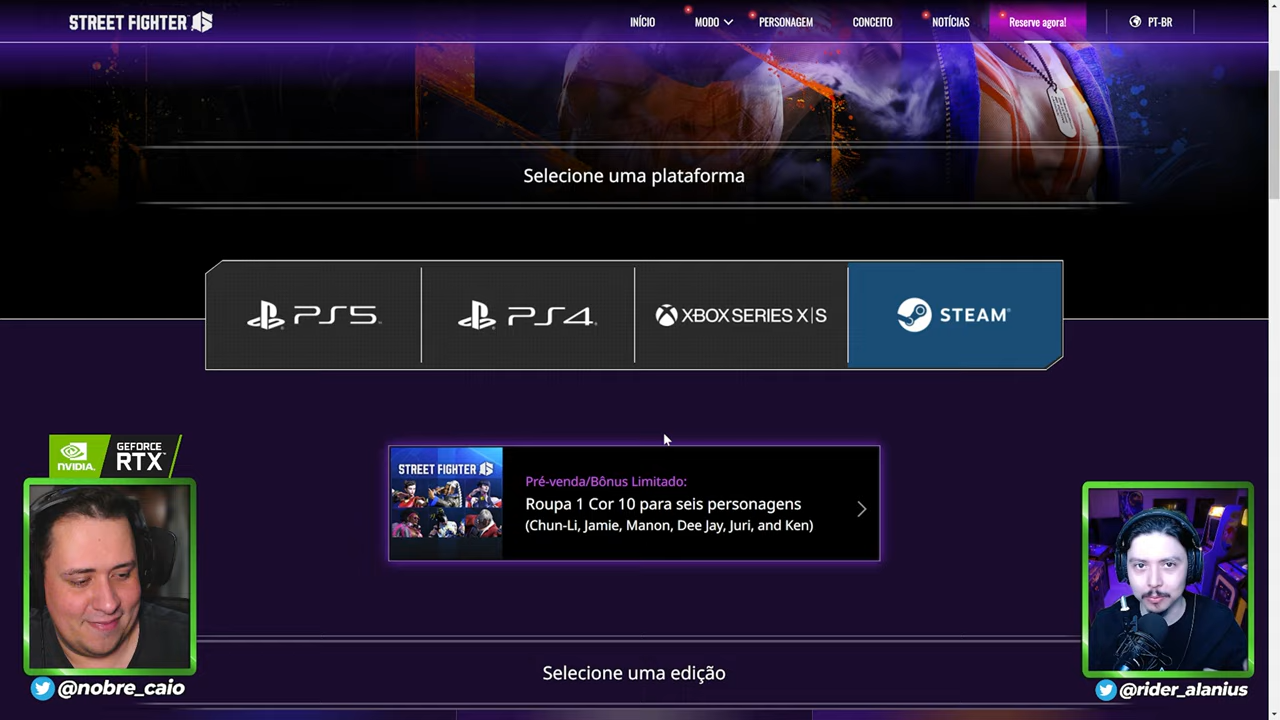 STREET FIGHTER 6
INÍCIO
MODO
PERSONAGEM
CONCEITO
NOTÍCIAS
Reserve agora!
PT-BR
Selecione uma plataforma
PS5
PS4
XBOX SERIES X|S
STEAM
NVIDIA.
GEFORCE
RTX
STREET FIGHTER 6
Pré-venda/Bônus Limitado:
Roupa 1 Cor 10 para seis personagens
(Chun-Li, Jamie, Manon, Dee Jay, Juri, and Ken)
Selecione uma edição
@nobre_caio
@rider_alanius